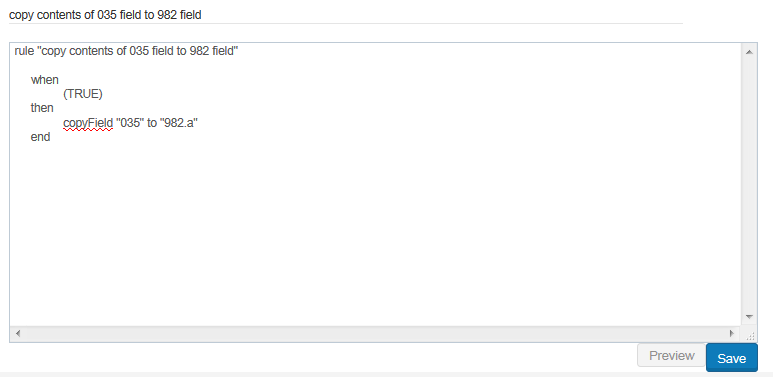 copy contents of 035 field to 982 field
rule "copy contents of 035 field to 982 field"
when
(TRUE)
then
copyField "035" to "982.a"
end
Preview
Save